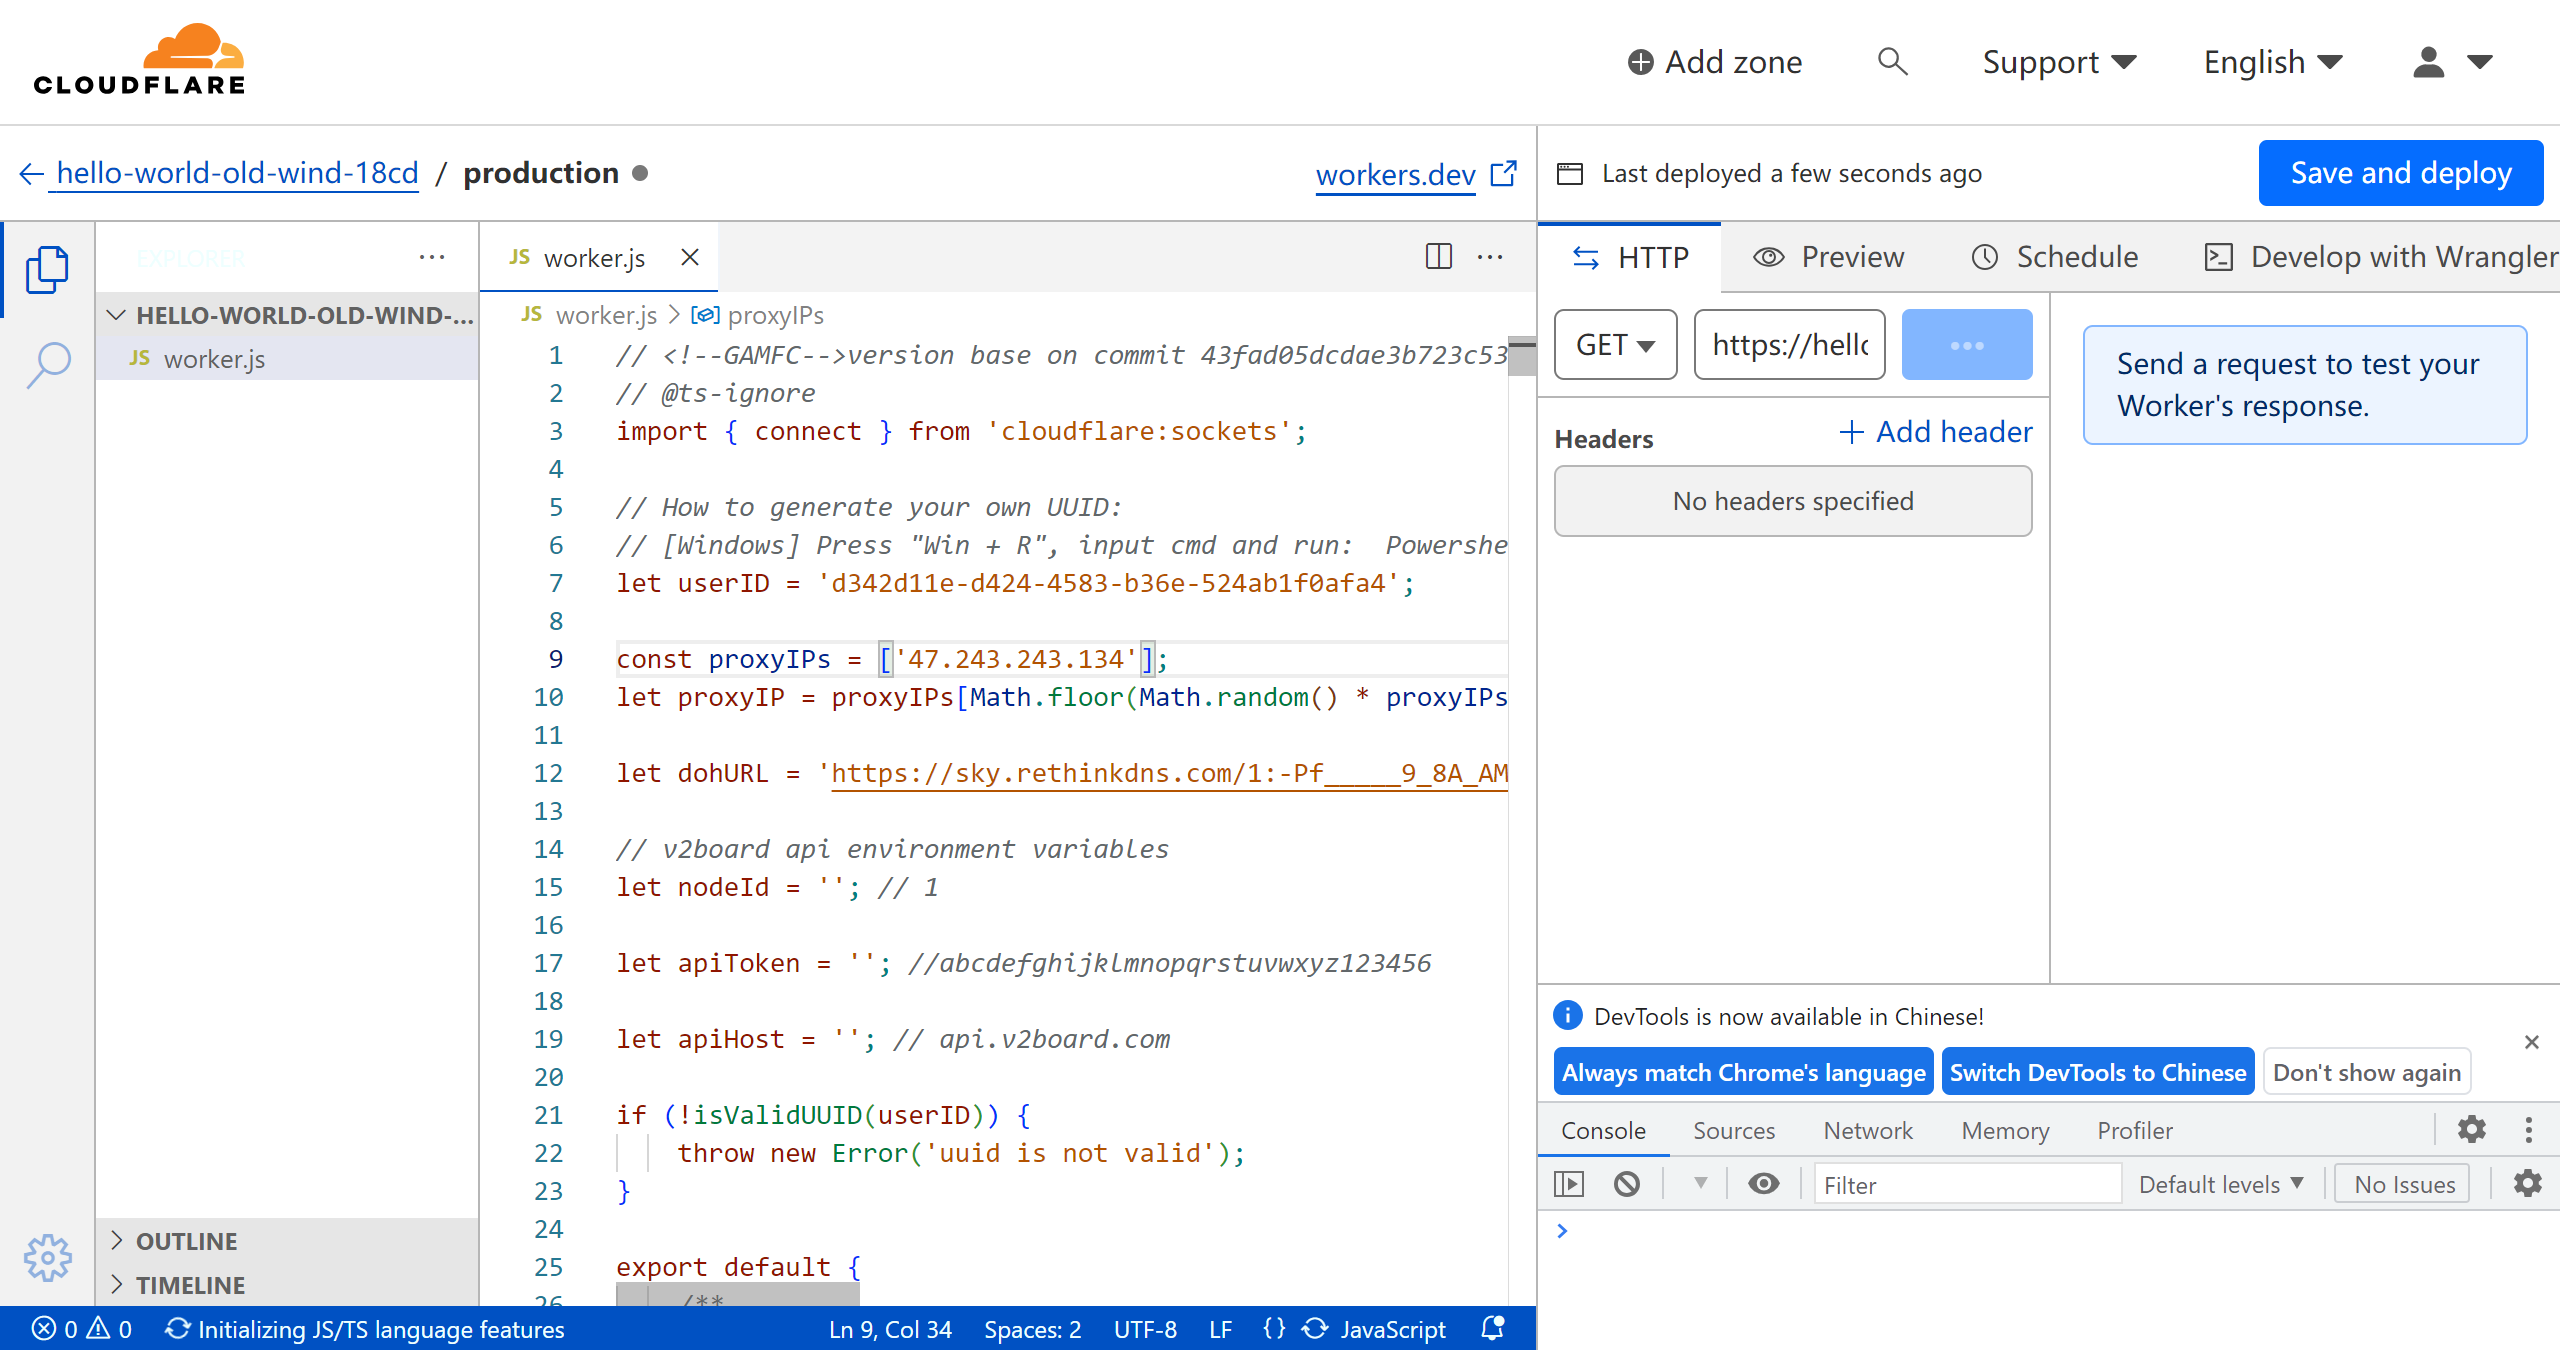 CLOUDFLARE
Add zone
Support
English
hello-world-old-wind-18cd / production
workers.dev
Last deployed a few seconds ago
Save and deploy
EXPLORER
HELLO-WORLD-OLD-WIND-...
JS worker.js
OUTLINE
TIMELINE
JS worker.js
JS worker.js > proxyIPs
1 // <!--GAMFC-->version base on commit 43fad05dcdae3b723c53
2 // @ts-ignore
3 import { connect } from 'cloudflare:sockets';
4
5 // How to generate your own UUID:
6 // [Windows] Press "Win + R", input cmd and run:  Powershe
7 let userID = 'd342d11e-d424-4583-b36e-524ab1f0afa4';
8
9 const proxyIPs = ['47.243.243.134'];
10 let proxyIP = proxyIPs[Math.floor(Math.random() * proxyIPs
11
12 let dohURL = 'https://sky.rethinkdns.com/1:-Pf_____9_8A_AM
13
14 // v2board api environment variables
15 let nodeId = ''; // 1
16
17 let apiToken = ''; //abcdefghijklmnopqrstuvwxyz123456
18
19 let apiHost = ''; // api.v2board.com
20
21 if (!isValidUUID(userID)) {
22     throw new Error('uuid is not valid');
23 }
24
25 export default {
26     /**
HTTP
Preview
Schedule
Develop with Wrangler
GET
https://hello
Send a request to test your
Worker's response.
Headers
Add header
No headers specified
DevTools is now available in Chinese!
Always match Chrome's language
Switch DevTools to Chinese
Don't show again
Console
Sources
Network
Memory
Profiler
Filter
Default levels
No Issues
0 0 Initializing JS/TS language features
Ln 9, Col 34
Spaces: 2
UTF-8
LF
{} JavaScript